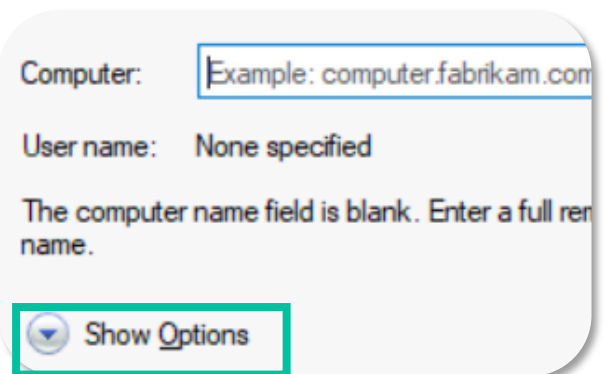 Computer: Example: computer.fabrikam.com
User name: None specified
The computer name field is blank. Enter a full
name.
Show Options